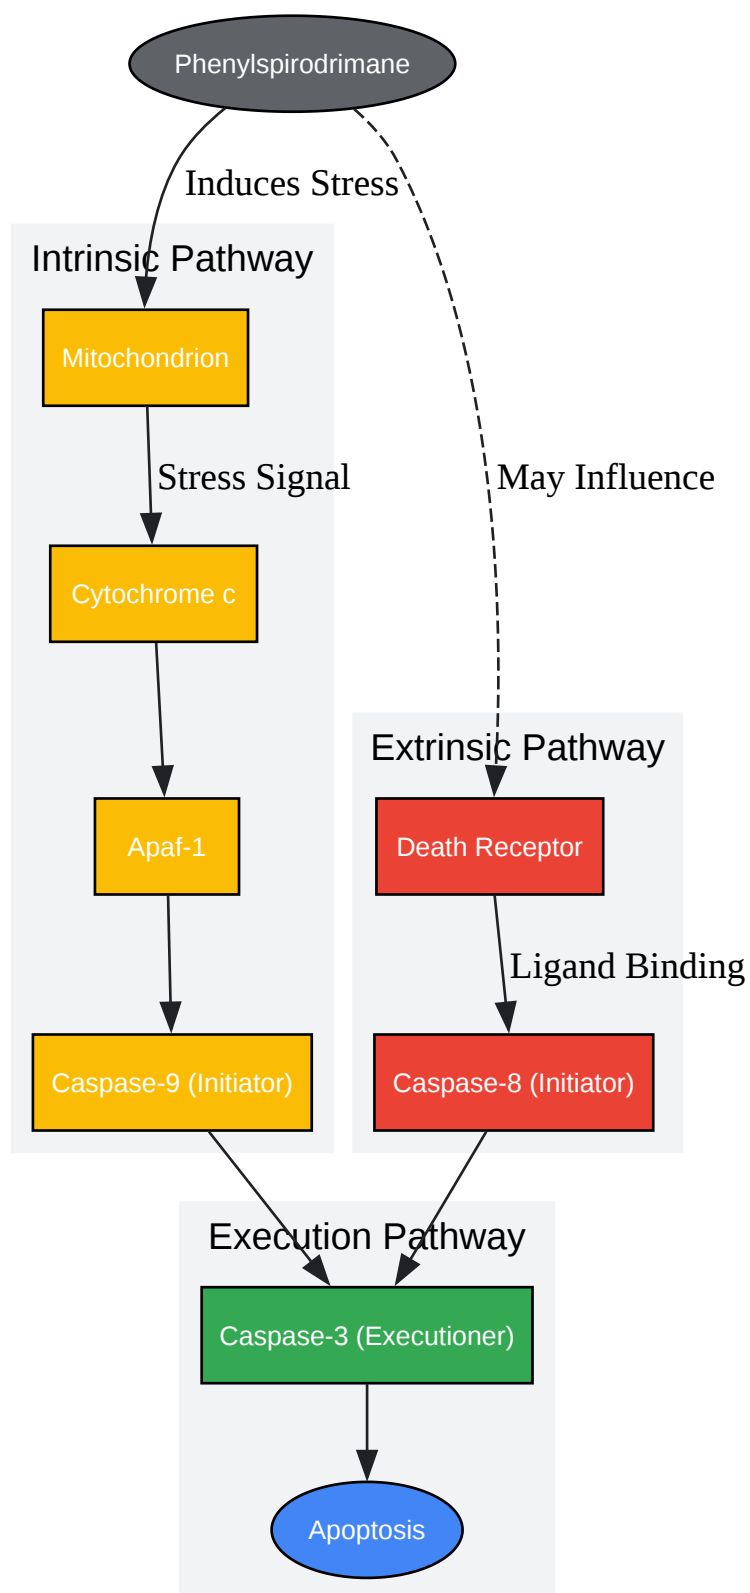 Phenylspirodrimane
Induces Stress
Intrinsic Pathway
Mitochondrion
Stress Signal
May Influence
Cytochrome c
Extrinsic Pathway
Apaf-1
Death Receptor
Ligand Binding
Caspase-9 (Initiator)
Caspase-8 (Initiator)
Execution Pathway
Caspase-3 (Executioner)
Apoptosis